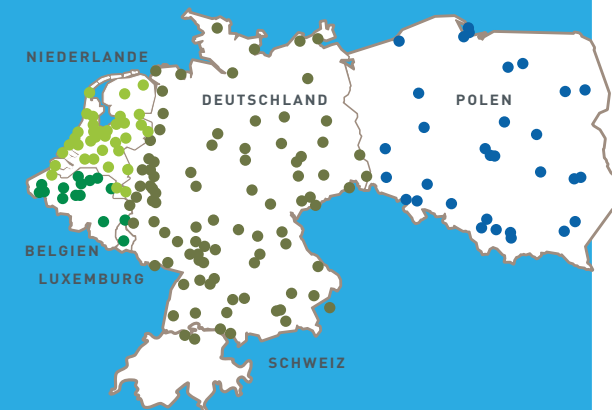 NIEDERLANDE
DEUTSCHLAND
POLEN
BELGIEN
LUXEMBURG
SCHWEIZ